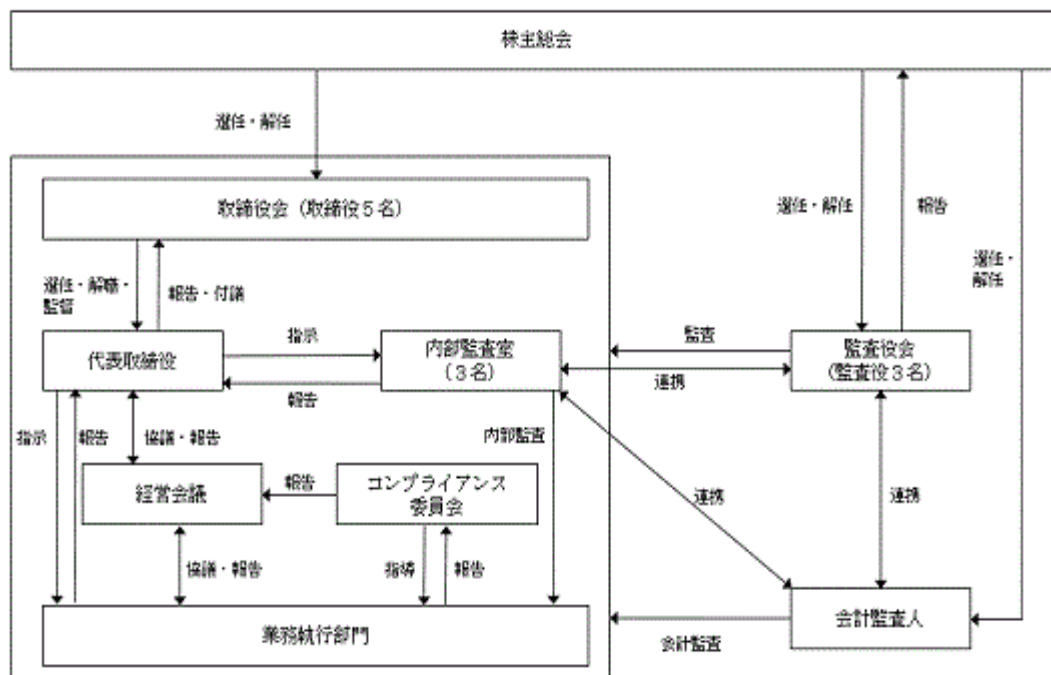 株主総会
選任・解任
取締役会（取締役５名）
選任・解任
報告
選任・
解任
選任・解職・
監督
報告・付議
代表取締役
指示
報告
内部監査室
（３名）
監査
連携
監査役会
（監査役３名）
指示
報告
協議・報告
内部監査
経営会議
報告
コンプライアンス
委員会
連携
連携
協議・報告
指導
報告
業務執行部門
会計監査
会計監査人